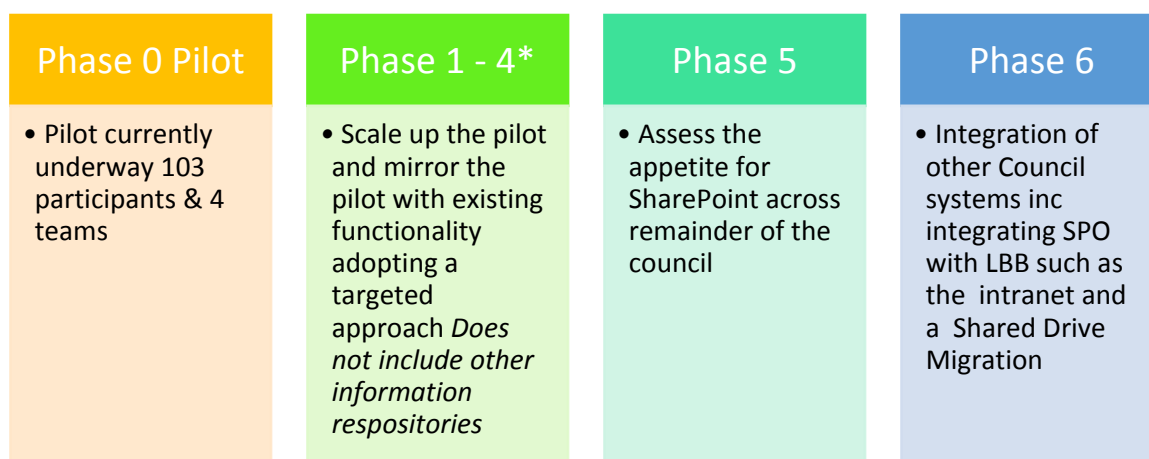 Phase 0 Pilot
• Pilot currently
underway 103
participants & 4
teams
Phase 1 - 4*
• Scale up the pilot
and mirror the
pilot with existing
functionality
adopting a
targeted
approach Does
not include other
information
respositories
Phase 5
• Assess the
appetite for
SharePoint across
remainder of the
council
Phase 6
• Integration of
other Council
systems inc
integrating SPO
with LBB such as
the intranet and
a Shared Drive
Migration